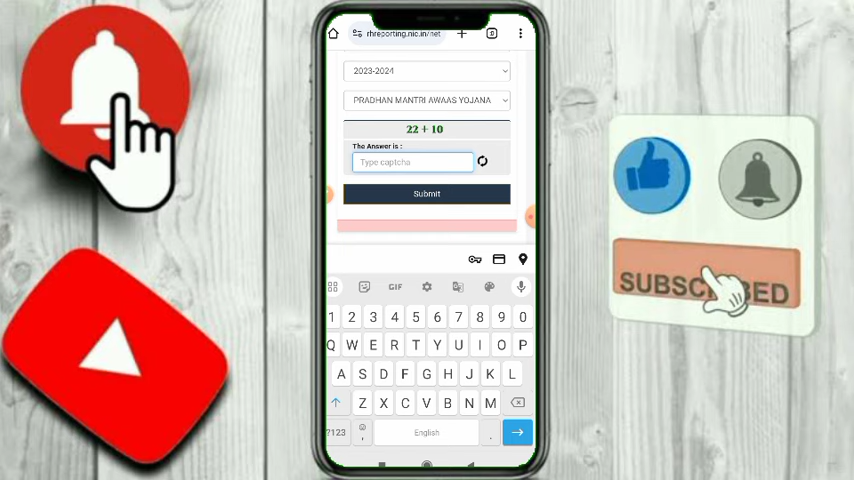 rhreporting.nic.in/net
2023-2024
PRADHAN MANTRI AWAAS YOJANA
22 + 10
The Answer is :
Type captcha
Submit
GIF
1 2 3 4 5 6 7 8 9 0
Q W E R T Y U I O P
A S D F G H J K L
Z X C V B N M
?123 , English .